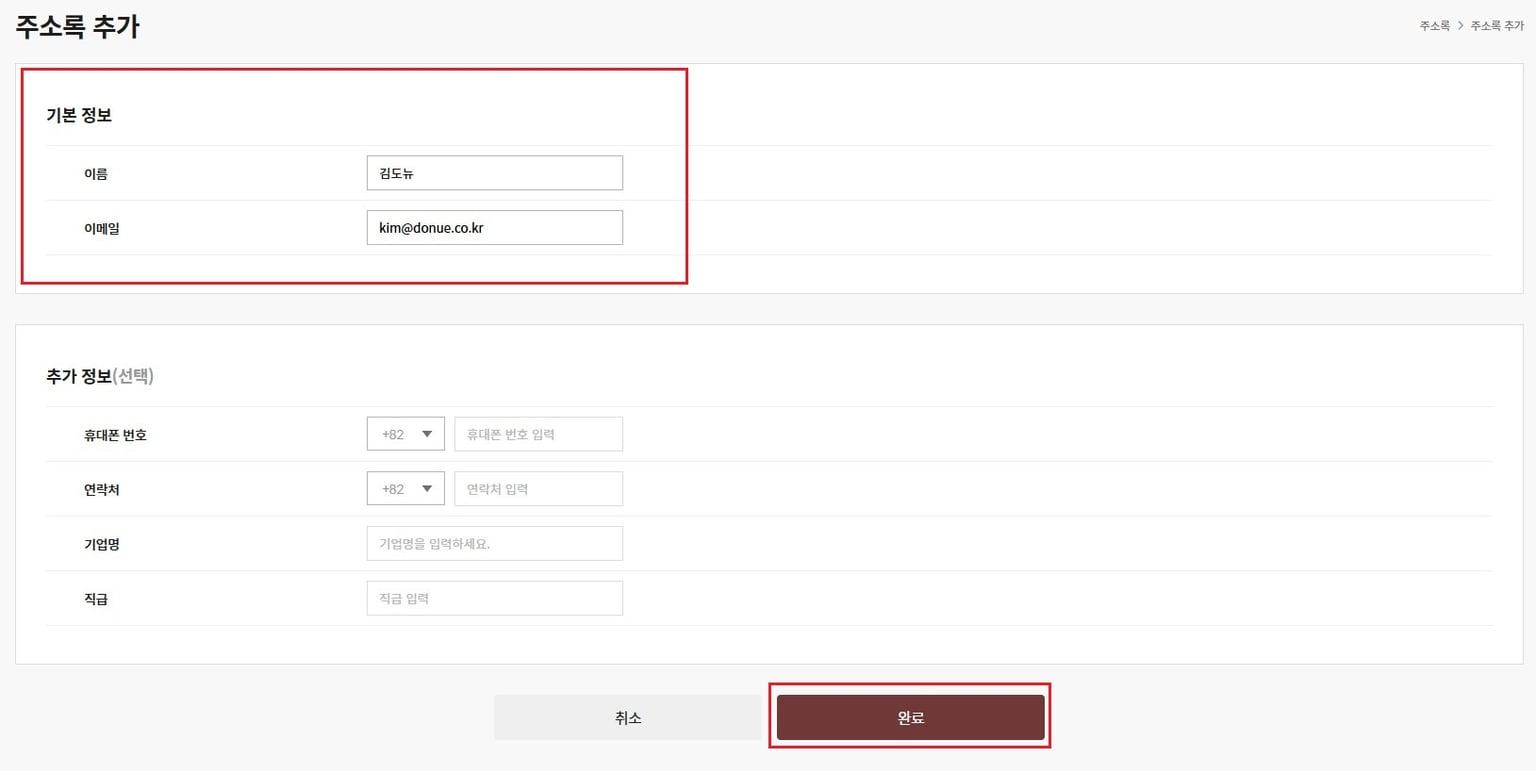 주소록 추가
주소록 > 주소록 추가
기본 정보
이름 김도뉴
이메일 kim@donue.co.kr
추가 정보(선택)
휴대폰 번호 +82 휴대폰 번호 입력
연락처 +82 연락처 입력
기업명 기업명을 입력하세요.
직급 직급 입력
취소 완료